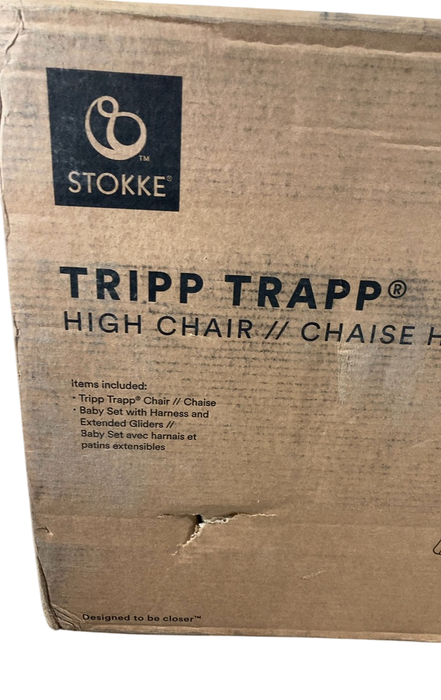 STOKKE®
TRIPP TRAPP®
HIGH CHAIR // CHAISE H
Items included:
· Tripp Trapp® Chair // Chaise
· Baby Set with Harness and
Extended Gliders //
Baby Set avec harnais et
patins extensibles
Designed to be closer™